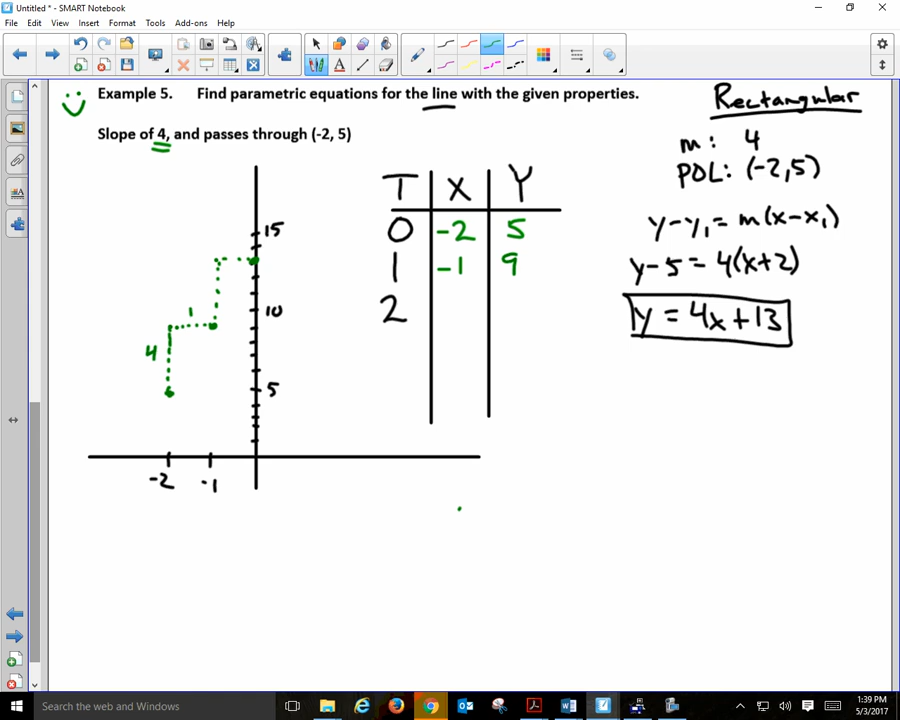 Untitled * - SMART Notebook
File Edit View Insert Format Tools Add-ons Help
Example 5. Find parametric equations for the line with the given properties.
Slope of 4, and passes through (-2, 5)
Rectangular
m: 4
POL: (-2,5)
y-y₁=m(x-x₁)
y-5=4(x+2)
y=4x+13
T X Y
0 -2 5
1 -1 9
2
15
10
5
1
4
-2 -1
Search the web and Windows
1:39 PM
5/3/2017